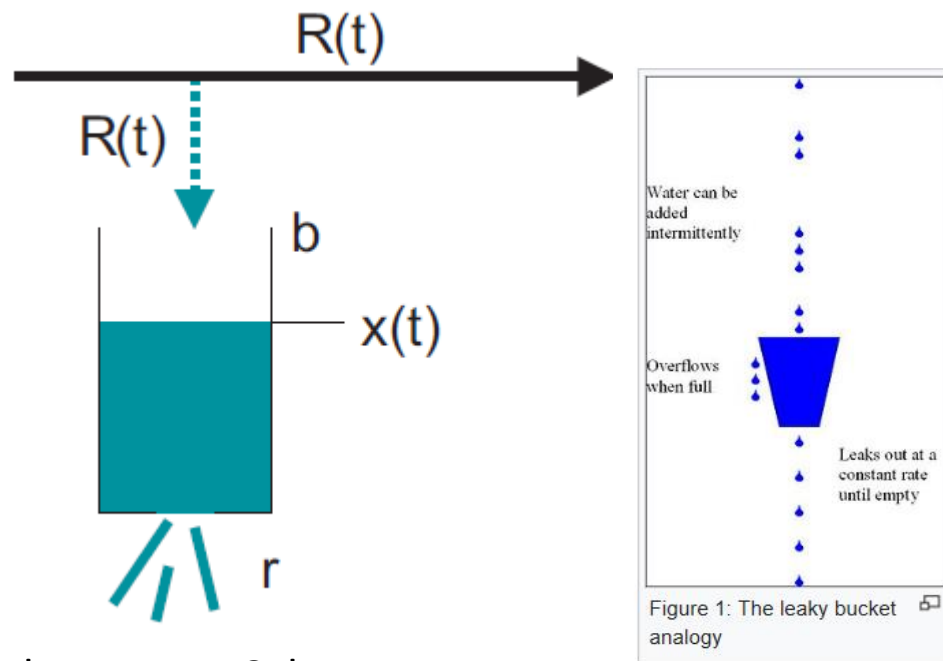 R(t)
R(t)
b
x(t)
r
Water can be
added
intermittently
Overflows
when full
Leaks out at a
constant rate
until empty
Figure 1: The leaky bucket
analogy